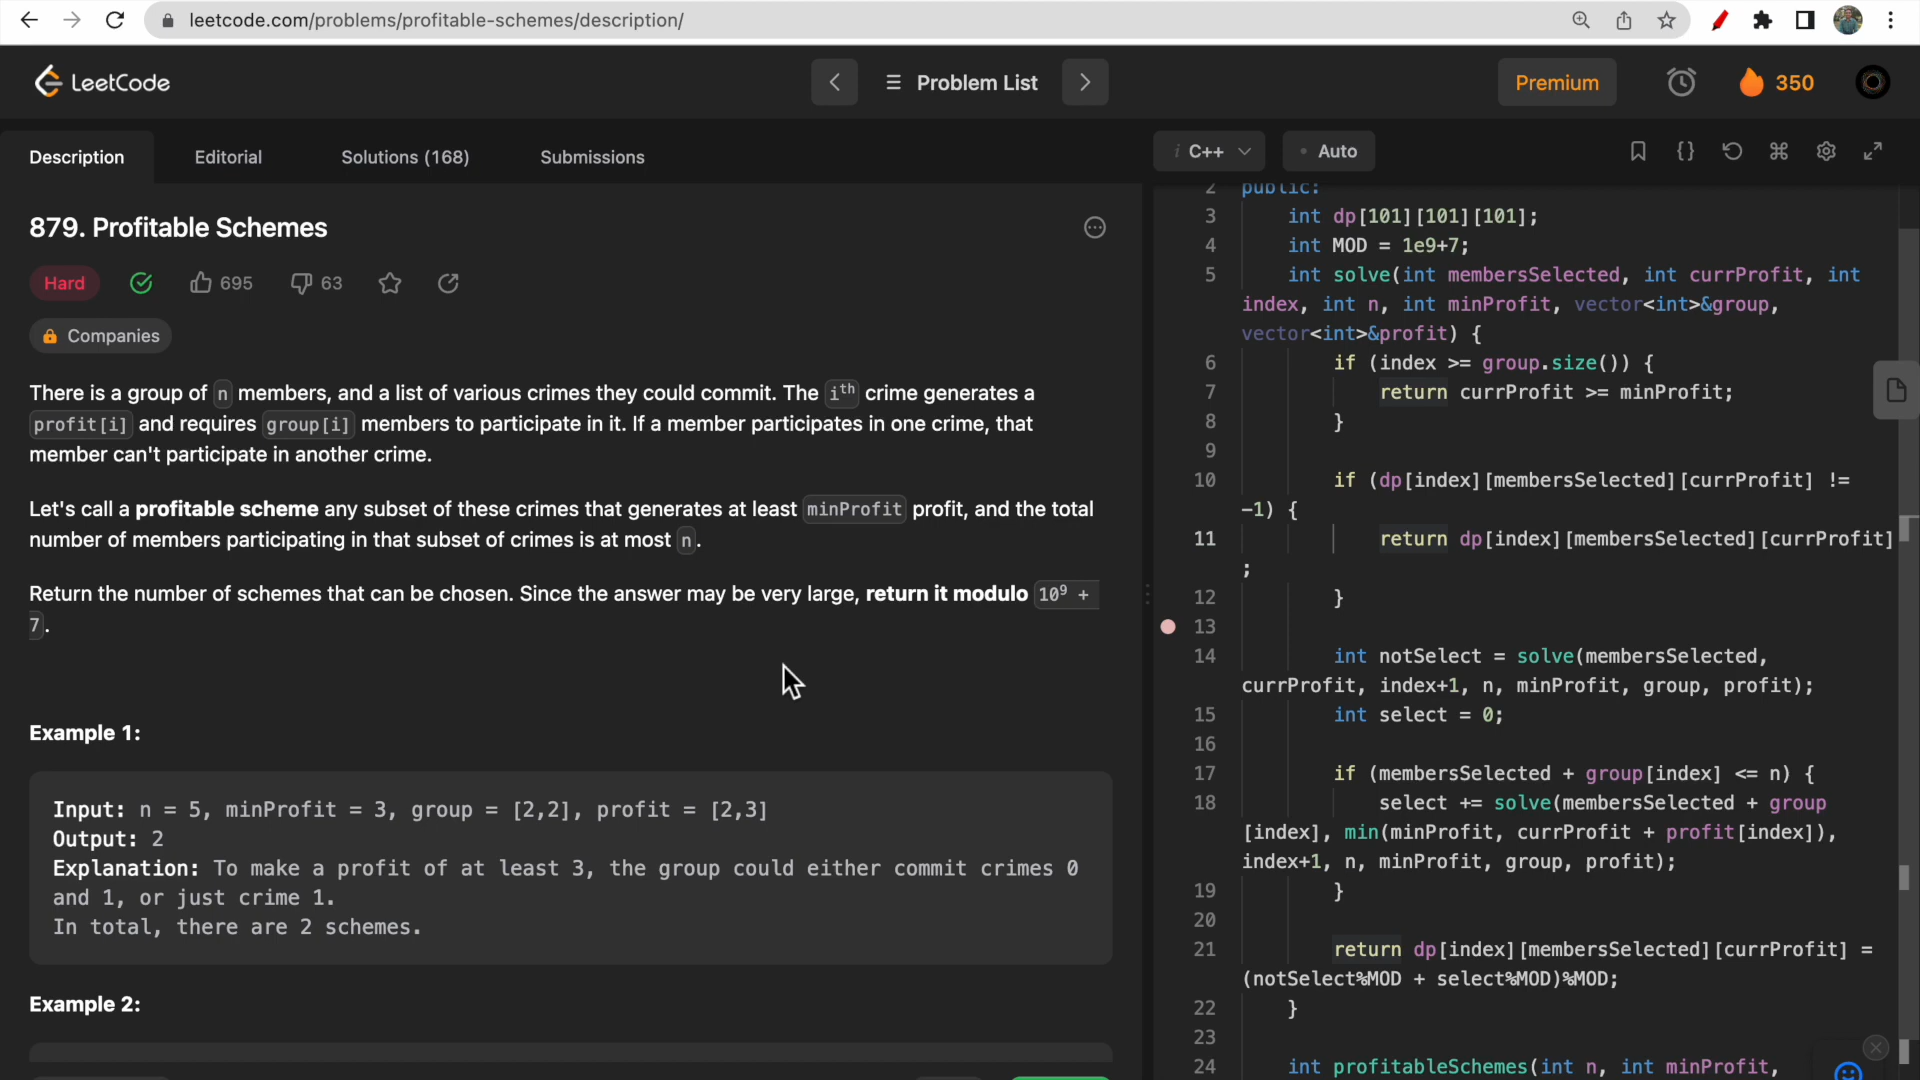 leetcode.com/problems/profitable-schemes/description/
LeetCode
Problem List
Premium
350
Description
Editorial
Solutions (168)
Submissions
i C++
Auto
879. Profitable Schemes
Hard
695
63
Companies
There is a group of n members, and a list of various crimes they could commit. The ith crime generates a
profit[i] and requires group[i] members to participate in it. If a member participates in one crime, that
member can't participate in another crime.
Let's call a profitable scheme any subset of these crimes that generates at least minProfit profit, and the total
number of members participating in that subset of crimes is at most n.
Return the number of schemes that can be chosen. Since the answer may be very large, return it modulo 10⁹ +
7.
Example 1:
Input: n = 5, minProfit = 3, group = [2,2], profit = [2,3]
Output: 2
Explanation: To make a profit of at least 3, the group could either commit crimes 0
and 1, or just crime 1.
In total, there are 2 schemes.
Example 2:
2 public:
3 int dp[101][101][101];
4 int MOD = 1e9+7;
5 int solve(int membersSelected, int currProfit, int
index, int n, int minProfit, vector<int>&group,
vector<int>&profit) {
6 if (index >= group.size()) {
7 return currProfit >= minProfit;
8 }
9
10 if (dp[index][membersSelected][currProfit] !=
-1) {
11 return dp[index][membersSelected][currProfit]
;
12 }
13
14 int notSelect = solve(membersSelected,
currProfit, index+1, n, minProfit, group, profit);
15 int select = 0;
16
17 if (membersSelected + group[index] <= n) {
18 select += solve(membersSelected + group
[index], min(minProfit, currProfit + profit[index]),
index+1, n, minProfit, group, profit);
19 }
20
21 return dp[index][membersSelected][currProfit] =
(notSelect%MOD + select%MOD)%MOD;
22 }
23
24 int profitableSchemes(int n, int minProfit,